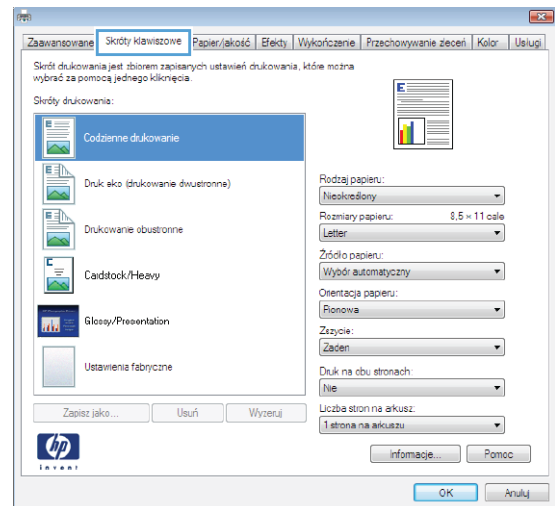 Zaawansowane Skróty klawiszowe Papier/jakość Efekty Wykończenie Przechowywanie zleceń Kolor Usługi
Skrót drukowania jest zbiorem zapisanych ustawień drukowania, które można
wybrać za pomocą jednego kliknięcia.
Skróty drukowania:
Codzienne drukowanie
Druk eko (drukowanie dwustronne)
Drukowanie obustronne
Cardstock/Heavy
Glossy/Presentation
Ustawienia fabryczne
Zapisz jako... Usuń Wyzeruj
Rodzaj papieru:
Nieokreślony
Rozmiary papieru: 8,5 × 11 cale
Letter
Źródło papieru:
Wybór automatyczny
Orientacja papieru:
Pionowa
Zszycie:
Żaden
Druk na obu stronach:
Nie
Liczba stron na arkusz:
1 strona na arkuszu
hp
invent
Informacje... Pomoc
OK Anuluj